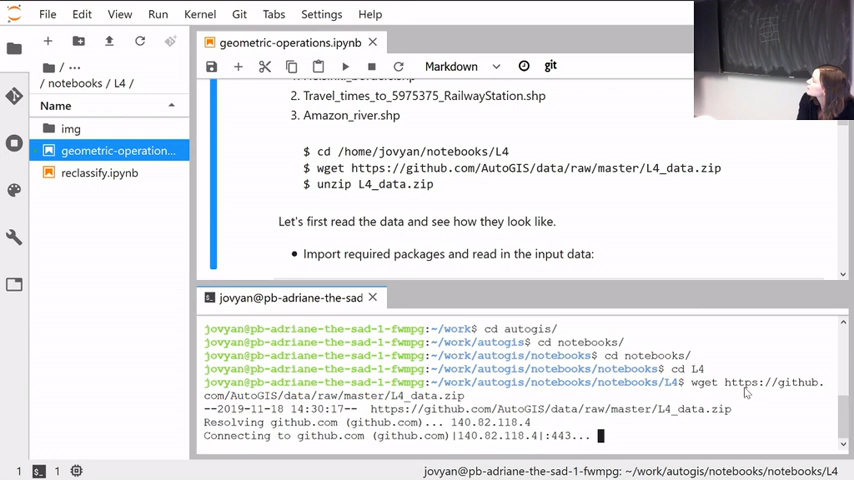 File Edit View Run Kernel Git Tabs Settings Help
geometric-operations.ipynb
Markdown
git
/ ···
/ notebooks / L4 /
Name
img
geometric-operation...
reclassify.ipynb
2. Travel_times_to_5975375_RailwayStation.shp
3. Amazon_river.shp
$ cd /home/jovyan/notebooks/L4
$ wget https://github.com/AutoGIS/data/raw/master/L4_data.zip
$ unzip L4_data.zip
Let's first read the data and see how they look like.
• Import required packages and read in the input data:
jovyan@pb-adriane-the-sad
jovyan@pb-adriane-the-sad-1-fwmpg:~/work$ cd autogis/
jovyan@pb-adriane-the-sad-1-fwmpg:~/work/autogis$ cd notebooks/
jovyan@pb-adriane-the-sad-1-fwmpg:~/work/autogis/notebooks$ cd notebooks/
jovyan@pb-adriane-the-sad-1-fwmpg:~/work/autogis/notebooks/notebooks$ cd L4
jovyan@pb-adriane-the-sad-1-fwmpg:~/work/autogis/notebooks/notebooks/L4$ wget https://github.
com/AutoGIS/data/raw/master/L4_data.zip
--2019-11-18 14:30:17-- https://github.com/AutoGIS/data/raw/master/L4_data.zip
Resolving github.com (github.com)... 140.82.118.4
Connecting to github.com (github.com)|140.82.118.4|:443...
1 1 jovyan@pb-adriane-the-sad-1-fwmpg: ~/work/autogis/notebooks/notebooks/L4